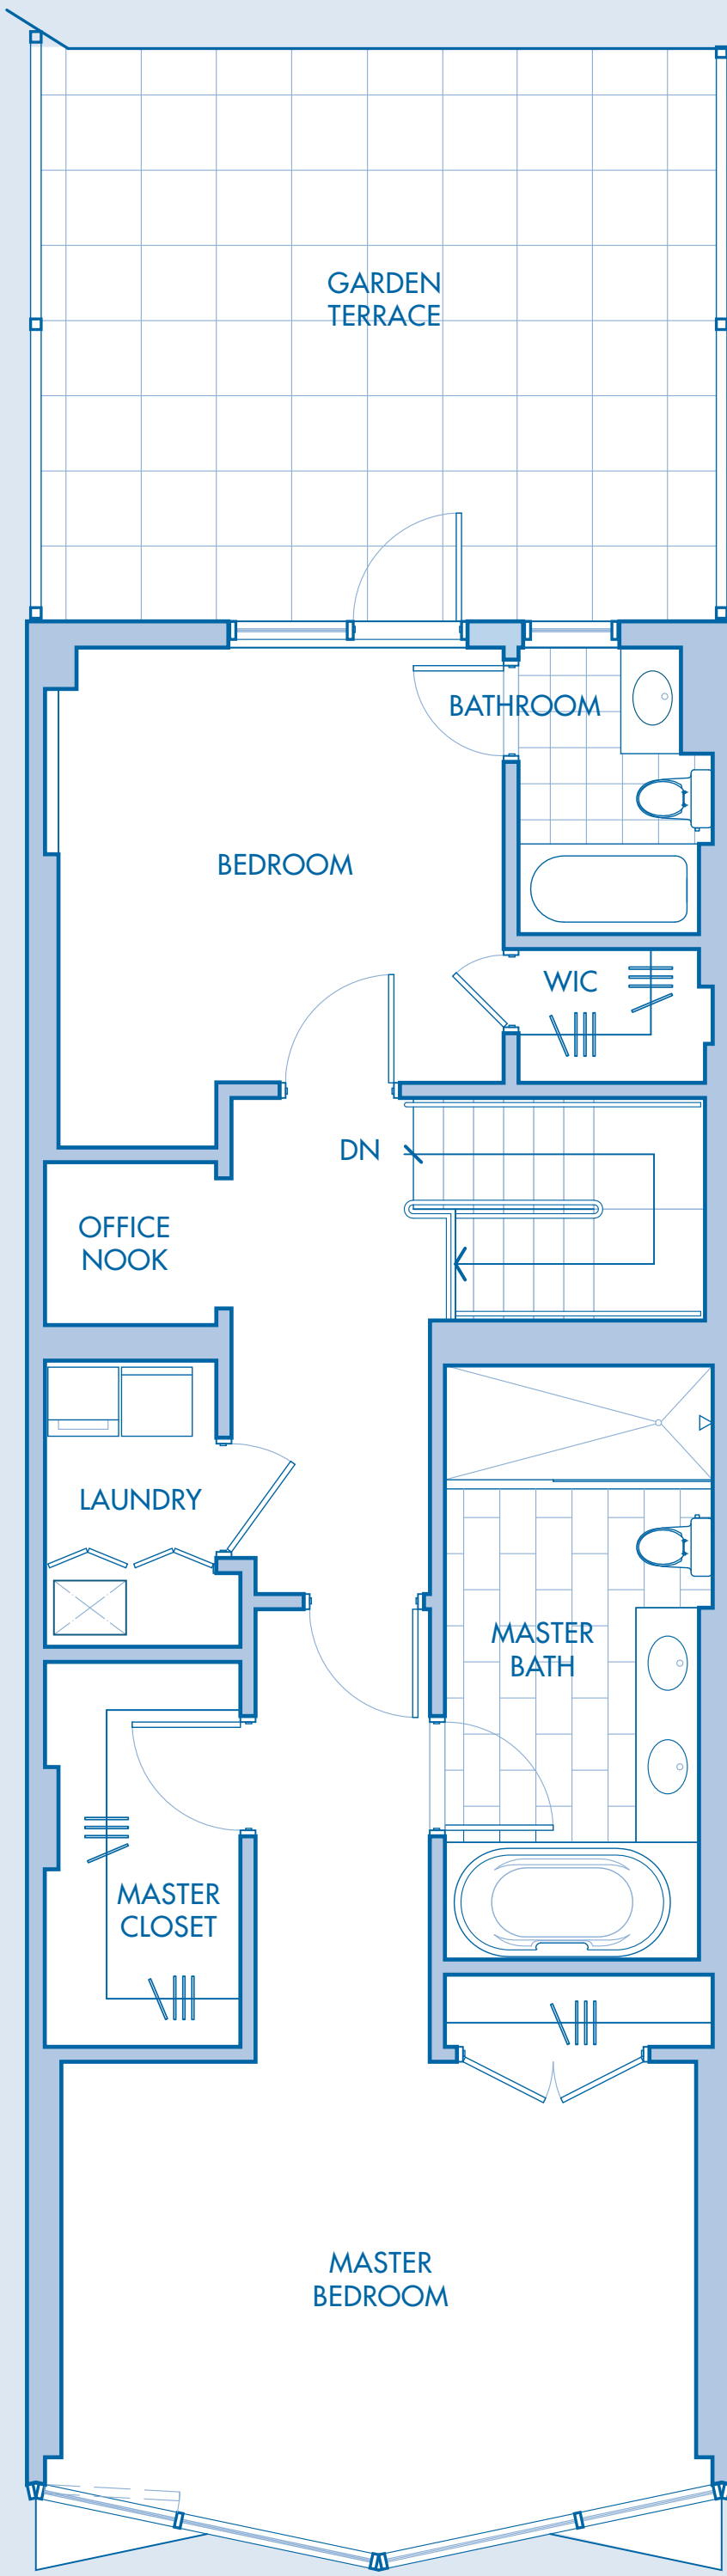 GARDEN
TERRACE
BATHROOM
BEDROOM
WIC
DN
OFFICE
NOOK
LAUNDRY
MASTER
BATH
MASTER
CLOSET
MASTER
BEDROOM